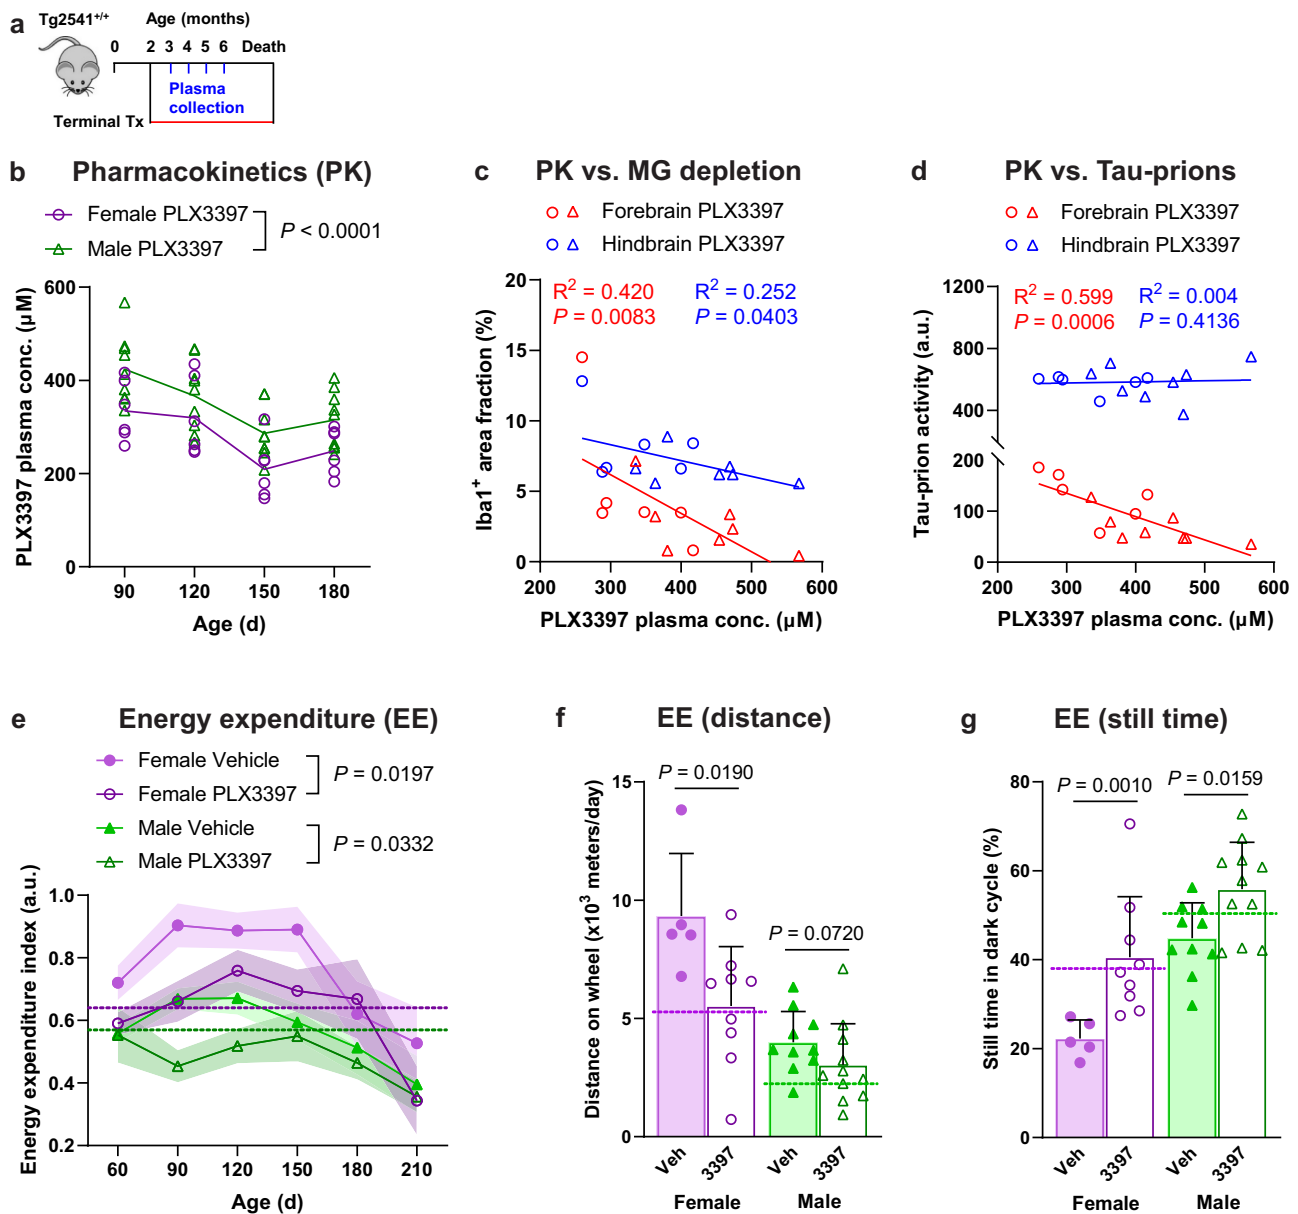 a
Tg2541+/+
Age (months)
0 2 3 4 5 6 Death
Plasma
collection
Terminal Tx
b Pharmacokinetics (PK)
Female PLX3397
Male PLX3397
P < 0.0001
PLX3397 plasma conc. (µM)
600
400
200
0
90 120 150 180
Age (d)
c PK vs. MG depletion
Forebrain PLX3397
Hindbrain PLX3397
R2 = 0.420
P = 0.0083
R2 = 0.252
P = 0.0403
Iba1+ area fraction (%)
20
15
10
5
0
200 300 400 500 600
PLX3397 plasma conc. (µM)
d PK vs. Tau-prions
Forebrain PLX3397
Hindbrain PLX3397
R2 = 0.599
P = 0.0006
R2 = 0.004
P = 0.4136
Tau-prion activity (a.u.)
1200
800
400
200
100
0
200 300 400 500 600
PLX3397 plasma conc. (µM)
e Energy expenditure (EE)
Female Vehicle
Female PLX3397
P = 0.0197
Male Vehicle
Male PLX3397
P = 0.0332
Energy expenditure index (a.u.)
1.0
0.8
0.6
0.4
0.2
60 90 120 150 180 210
Age (d)
f EE (distance)
P = 0.0190
P = 0.0720
Distance on wheel (x103 meters/day)
15
10
5
0
Veh 3397 Veh 3397
Female Male
g EE (still time)
P = 0.0010
P = 0.0159
Still time in dark cycle (%)
80
60
40
20
0
Veh 3397 Veh 3397
Female Male